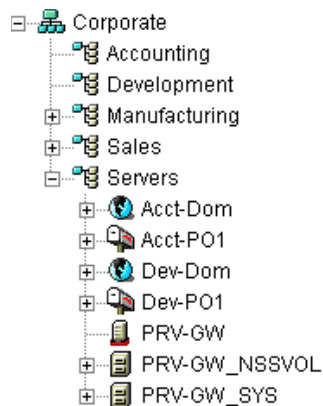 Corporate
Accounting
Development
Manufacturing
Sales
Servers
Acct-Dom
Acct-PO1
Dev-Dom
Dev-PO1
PRV-GW
PRV-GW_NSSVOL
PRV-GW_SYS